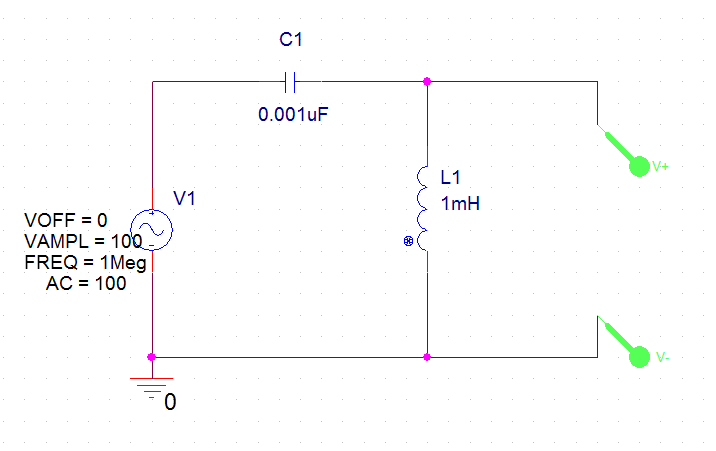 C1
0.001uF
V+
L1
1mH
V1
VOFF = 0
VAMPL = 100
FREQ = 1Meg
AC = 100
V-
0